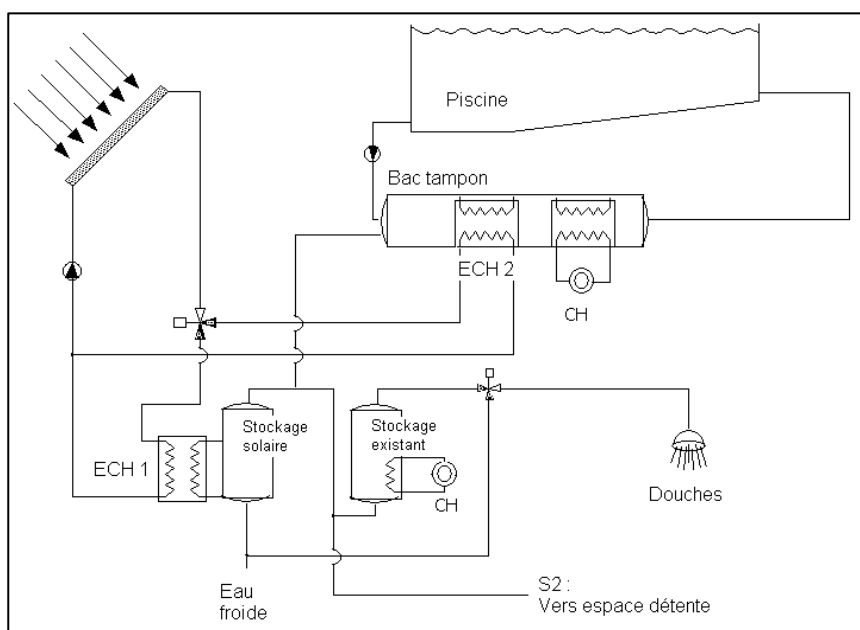 Piscine
Bac tampon
ECH 2
CH
Stockage
solaire
Stockage
existant
ECH 1
CH
Douches
Eau
froide
S2 :
Vers espace détente